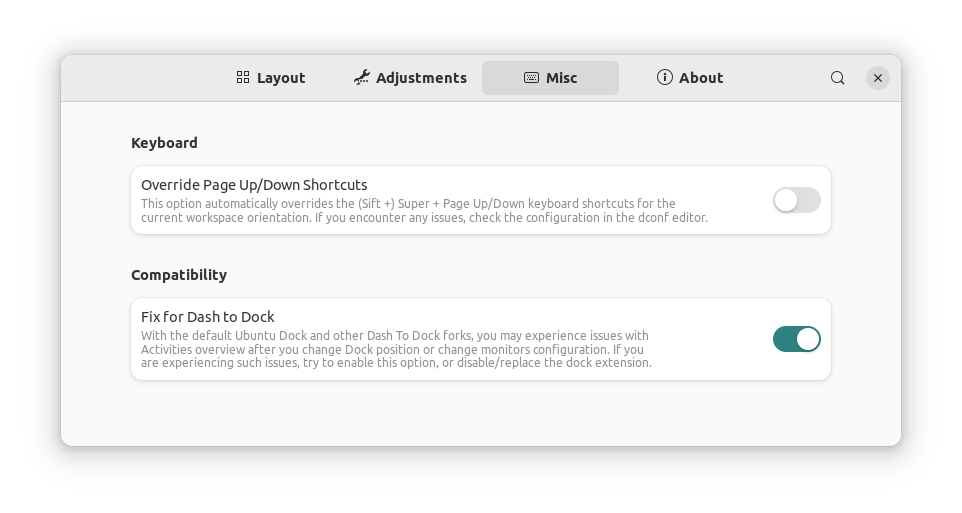 Layout Adjustments Misc About
Keyboard
Override Page Up/Down Shortcuts
This option automatically overrides the (Sift +) Super + Page Up/Down keyboard shortcuts for the
current workspace orientation. If you encounter any issues, check the configuration in the dconf editor.
Compatibility
Fix for Dash to Dock
With the default Ubuntu Dock and other Dash To Dock forks, you may experience issues with
Activities overview after you change Dock position or change monitors configuration. If you
are experiencing such issues, try to enable this option, or disable/replace the dock extension.